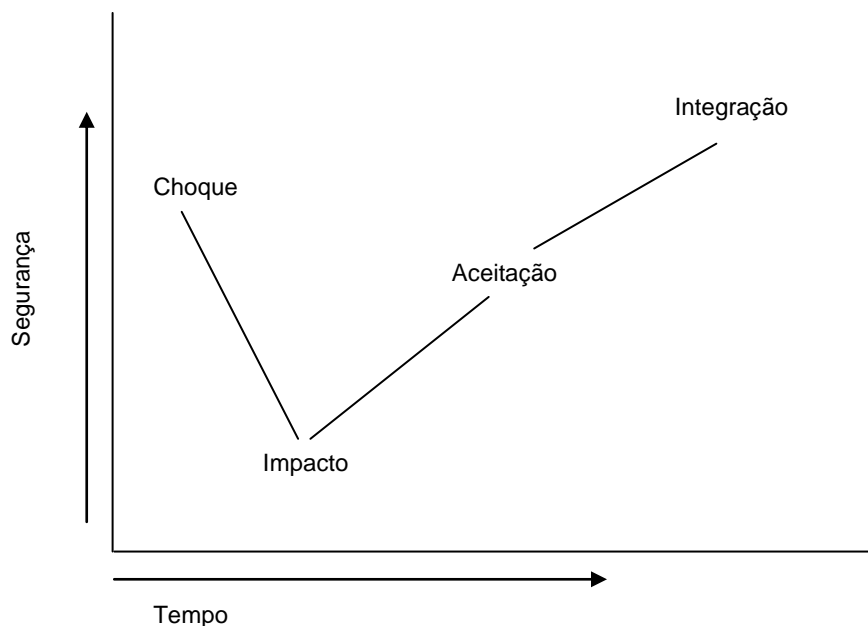 Integração
Choque
Segurança
Aceitação
Impacto
Tempo